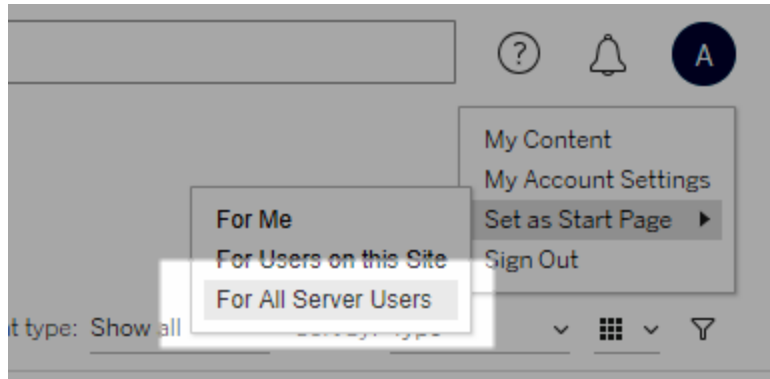 ?
A
My Content
My Account Settings
Set as Start Page
Sign Out
For Me
For Users on this Site
For All Server Users
t type: Show all